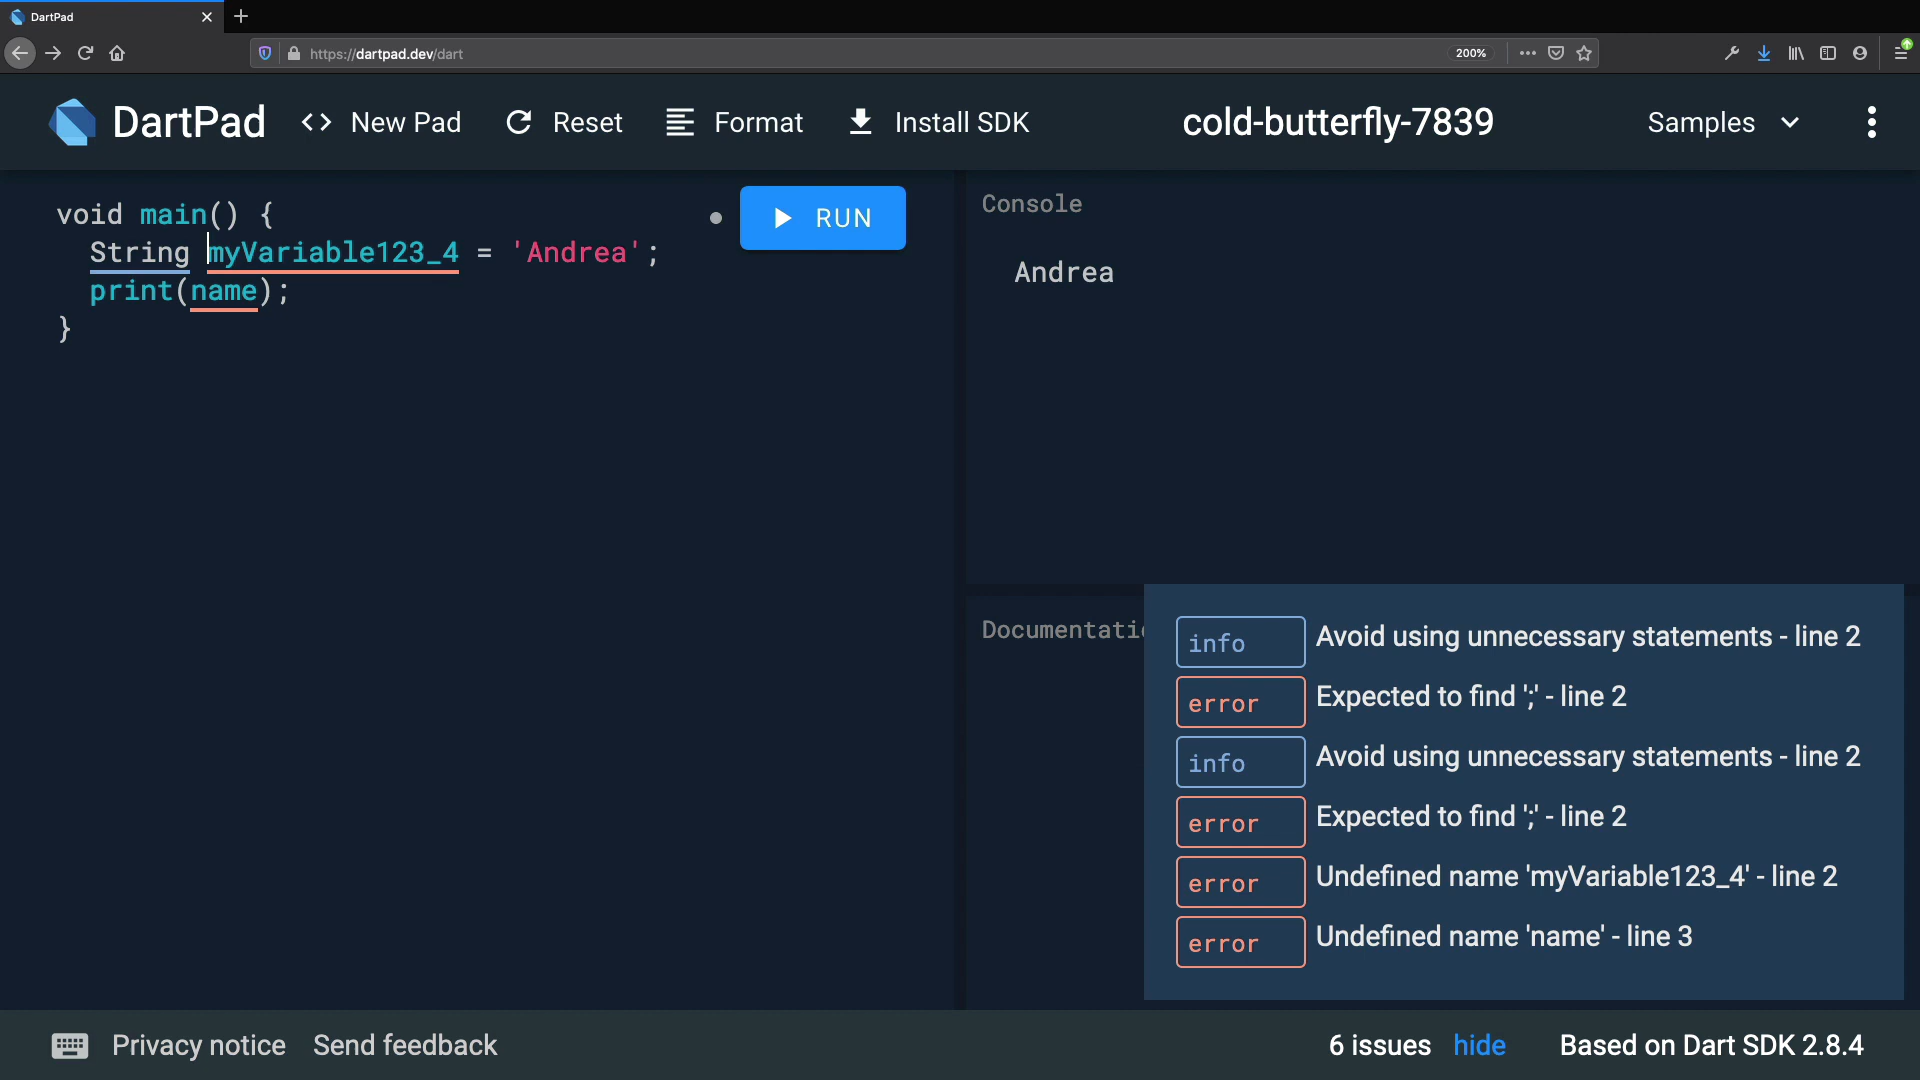 DartPad
https://dartpad.dev/dart
200%
DartPad
New Pad
Reset
Format
Install SDK
cold-butterfly-7839
Samples
void main() {
String myVariable123_4 = 'Andrea';
print(name);
}
RUN
Console
Andrea
Documentatio
info Avoid using unnecessary statements - line 2
error Expected to find ';' - line 2
info Avoid using unnecessary statements - line 2
error Expected to find ';' - line 2
error Undefined name 'myVariable123_4' - line 2
error Undefined name 'name' - line 3
Privacy notice
Send feedback
6 issues hide
Based on Dart SDK 2.8.4